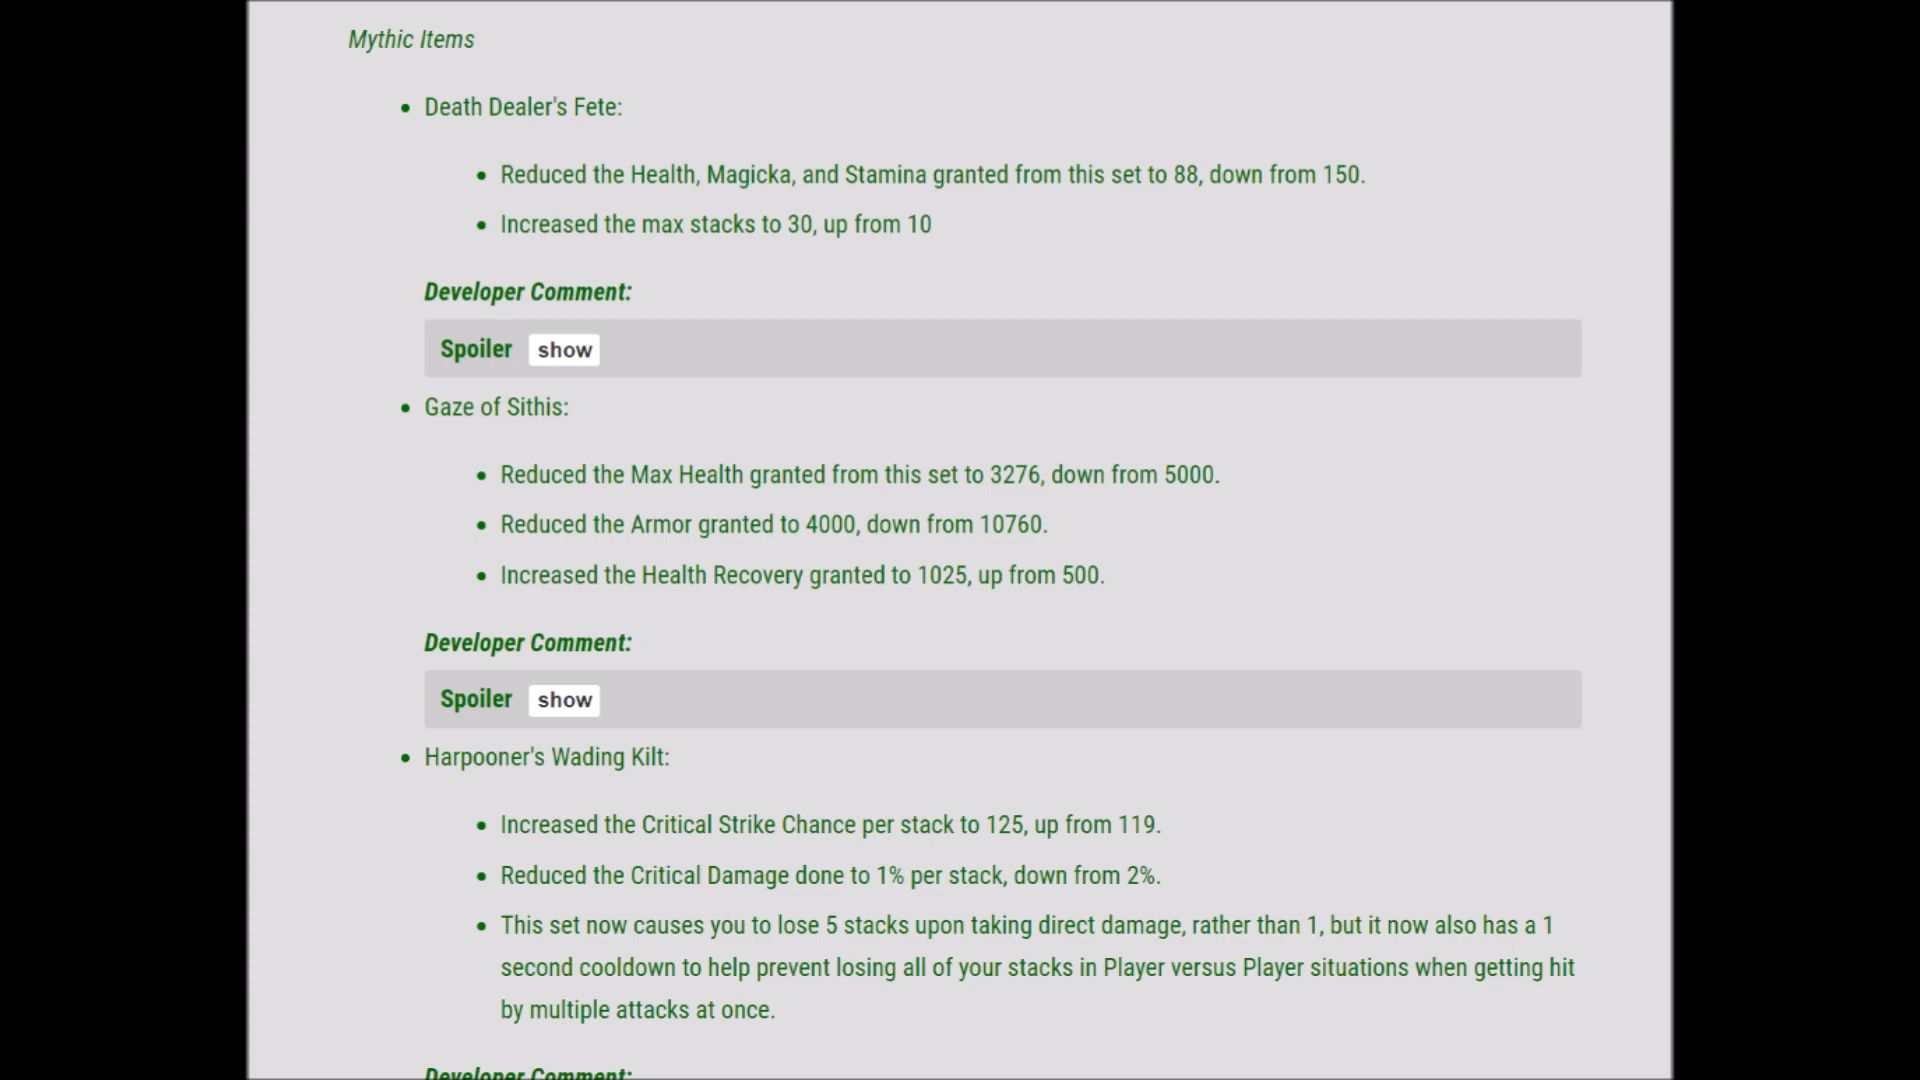 Mythic Items
Death Dealer's Fete:
Reduced the Health, Magicka, and Stamina granted from this set to 88, down from 150.
Increased the max stacks to 30, up from 10
Developer Comment:
Spoiler show
Gaze of Sithis:
Reduced the Max Health granted from this set to 3276, down from 5000.
Reduced the Armor granted to 4000, down from 10760.
Increased the Health Recovery granted to 1025, up from 500.
Developer Comment:
Spoiler show
Harpooner's Wading Kilt:
Increased the Critical Strike Chance per stack to 125, up from 119.
Reduced the Critical Damage done to 1% per stack, down from 2%.
This set now causes you to lose 5 stacks upon taking direct damage, rather than 1, but it now also has a 1
second cooldown to help prevent losing all of your stacks in Player versus Player situations when getting hit
by multiple attacks at once.
Developer Comment: